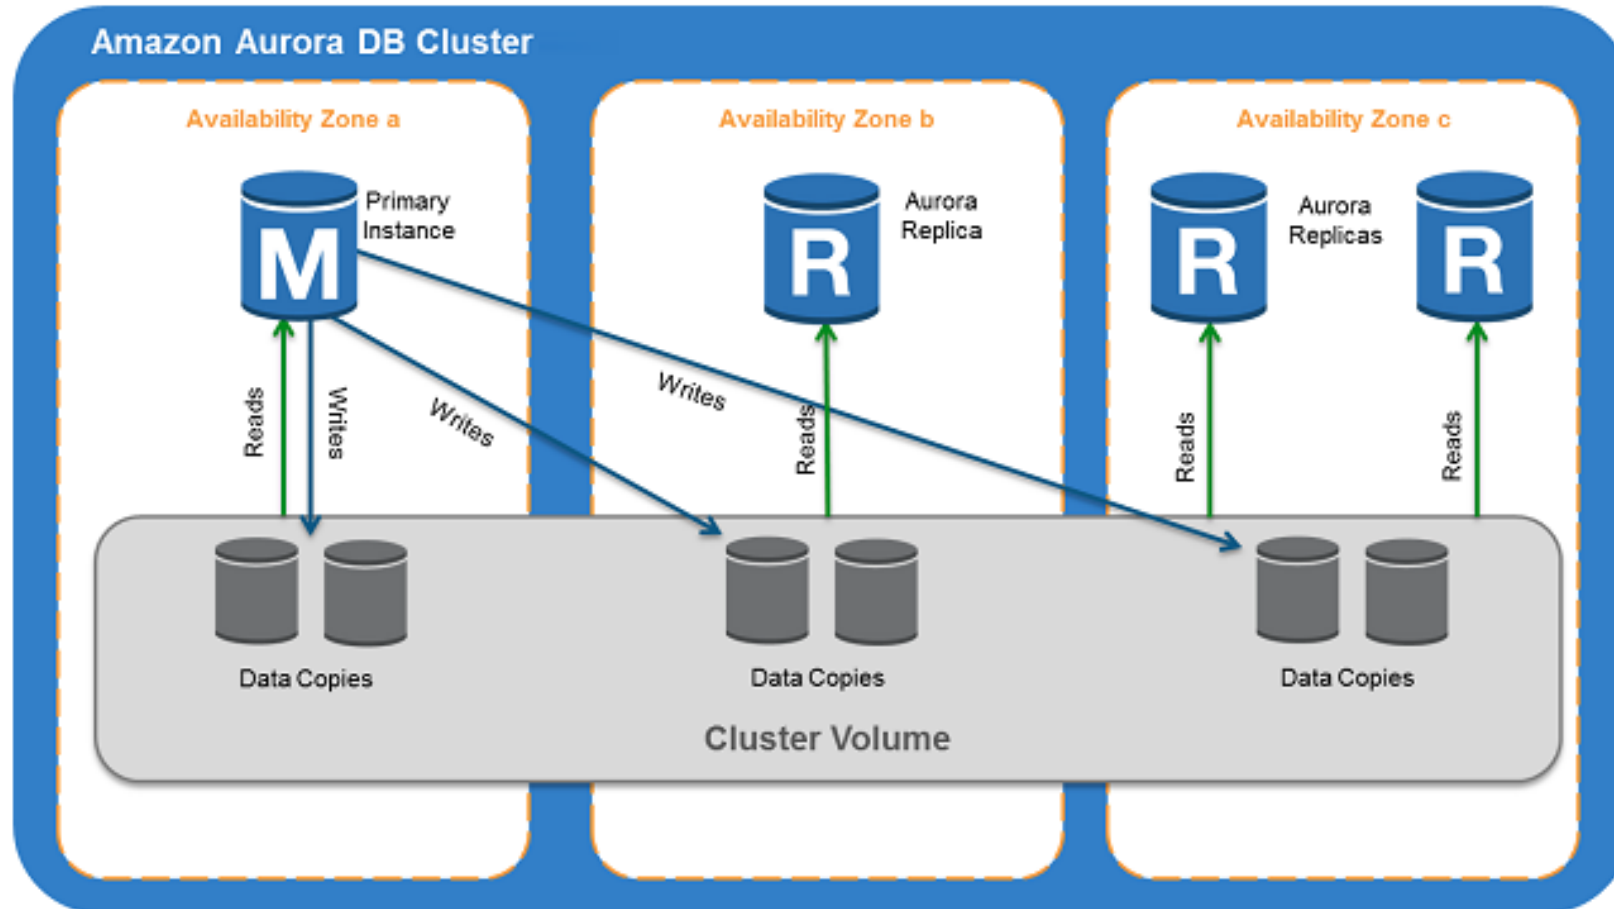 Amazon Aurora DB Cluster
Availability Zone a
Availability Zone b
Availability Zone c
M
Primary
Instance
R
Aurora
Replica
R
Aurora
Replicas
R
Reads
Writes
Writes
Writes
Reads
Reads
Reads
Data Copies
Data Copies
Data Copies
Cluster Volume